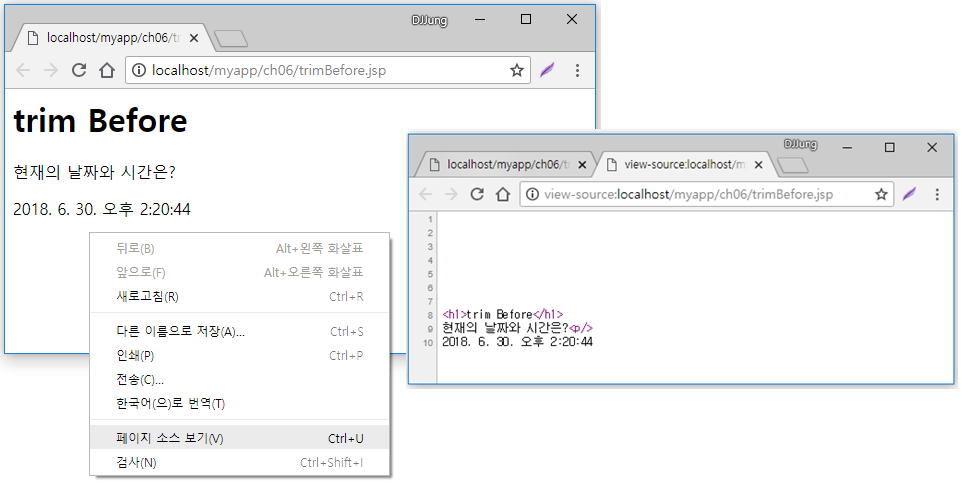 DJJung
localhost/myapp/ch06/tr
localhost/myapp/ch06/trimBefore.jsp
trim Before
현재의 날짜와 시간은?
2018. 6. 30. 오후 2:20:44
뒤로(B) Alt+왼쪽 화살표
앞으로(F) Alt+오른쪽 화살표
새로고침(R) Ctrl+R
다른 이름으로 저장(A)... Ctrl+S
인쇄(P) Ctrl+P
전송(C)...
한국어(으)로 번역(T)
페이지 소스 보기(V) Ctrl+U
검사(N) Ctrl+Shift+I
DJJung
localhost/myapp/ch06/tr view-source:localhost/m
view-source:localhost/myapp/ch06/trimBefore.jsp
1
2
3
4
5
6
7
8 <h1>trim Before</h1>
9 현재의 날짜와 시간은?<p/>
10 2018. 6. 30. 오후 2:20:44